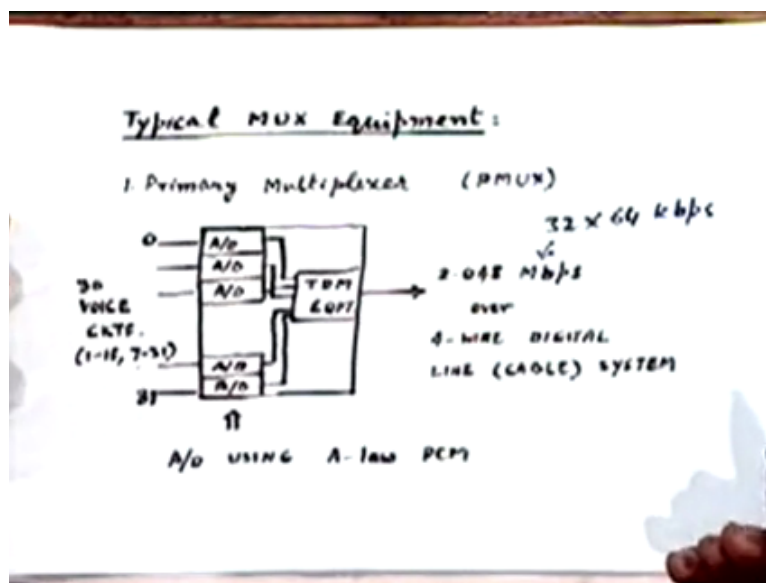 Typical MUX Equipment:
1. Primary Multiplexer (PMUX)
32 x 64 kbps
0
A/D
A/D
A/D
TDM
EQPT
2.048 Mbps
over
4-WIRE DIGITAL
LINE (CABLE) SYSTEM
30
VOICE
CKTS.
A/D
A/D
31
A/D USING A-law PCM